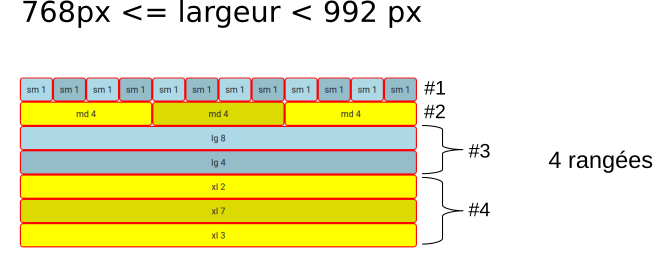 768px <= largeur < 992 px
sm 1 sm 1 sm 1 sm 1 sm 1 sm 1 sm 1 sm 1 sm 1 sm 1 sm 1 sm 1 #1
md 4 md 4 md 4 #2
lg 8
#3
lg 4
4 rangées
xl 2
xl 7 #4
xl 3